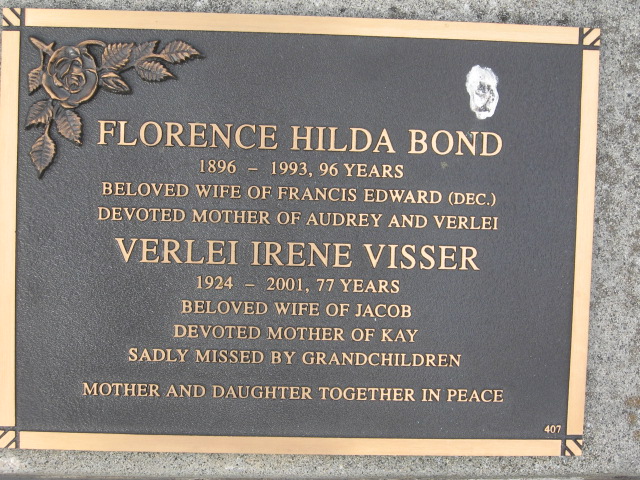 FLORENCE HILDA BOND
1896 – 1993, 96 YEARS
BELOVED WIFE OF FRANCIS EDWARD (DEC.)
DEVOTED MOTHER OF AUDREY AND VERLEI
VERLEI IRENE VISSER
1924 – 2001, 77 YEARS
BELOVED WIFE OF JACOB
DEVOTED MOTHER OF KAY
SADLY MISSED BY GRANDCHILDREN
MOTHER AND DAUGHTER TOGETHER IN PEACE
407